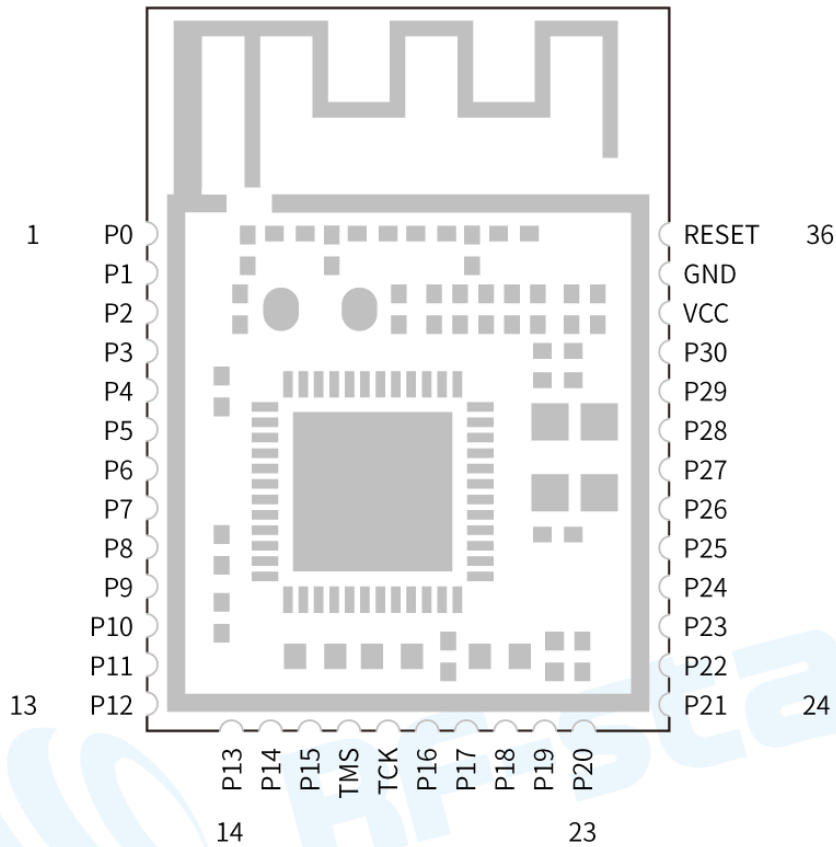 1 P0 RESET 36
P1 GND
P2 VCC
P3 P30
P4 P29
P5 P28
P6 P27
P7 P26
P8 P25
P9 P24
P10 P23
P11 P22
13 P12 P21 24
P13 P14 P15 TMS TCK P16 P17 P18 P19 P20
14 23
RF-sta